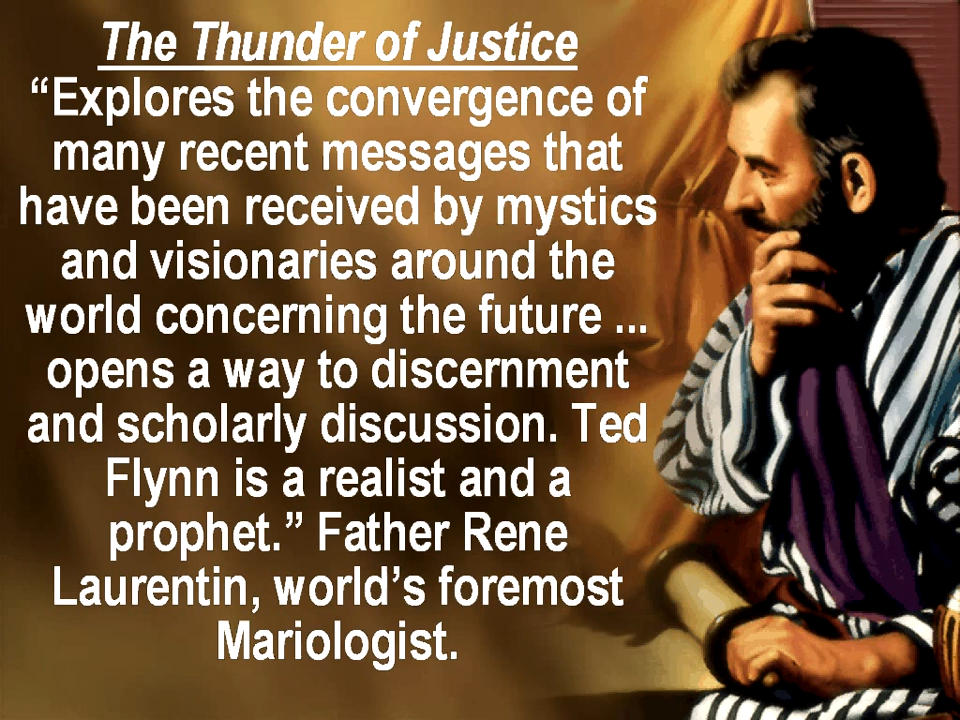 The Thunder of Justice
“Explores the convergence of
many recent messages that
have been received by mystics
and visionaries around the
world concerning the future ...
opens a way to discernment
and scholarly discussion. Ted
Flynn is a realist and a
prophet.” Father Rene
Laurentin, world’s foremost
Mariologist.